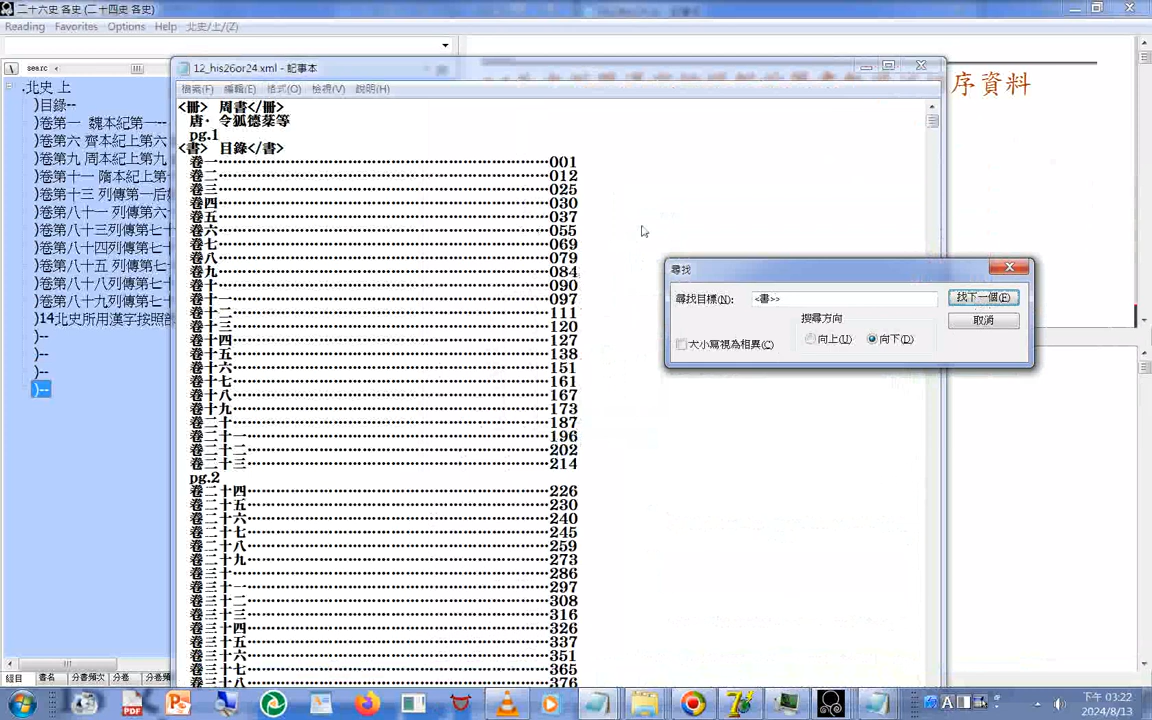 二十六史 各史 (二十四史 各史)
Reading Favorites Options Help 北史/上/(Z)
searc
12_his26or24.xml - 記事本
序資料
檔案(F) 編輯(E) 格式(O) 檢視(V) 說明(H)
.北史 上
)目錄--
)卷第一 魏本紀第一--
)卷第六 齊本紀上第六
)卷第九 周本紀上第九
)卷第十一 隋本紀上第十
)卷第十三 列傳第一后
)卷第八十一 列傳第六
)卷第八十三列傳第七十
)卷第八十四列傳第七十
)卷第八十五 列傳第七
)卷第八十八列傳第七十
)卷第八十九列傳第七十
)14北史所用漢字按照部
)--
)--
)--
)--
<冊> 周書</冊>
唐· 令狐德棻等
pg.1
<書> 目錄</書>
卷一⋯⋯⋯⋯⋯⋯⋯⋯⋯⋯⋯⋯001
卷二⋯⋯⋯⋯⋯⋯⋯⋯⋯⋯⋯⋯012
卷三⋯⋯⋯⋯⋯⋯⋯⋯⋯⋯⋯⋯025
卷四⋯⋯⋯⋯⋯⋯⋯⋯⋯⋯⋯⋯030
卷五⋯⋯⋯⋯⋯⋯⋯⋯⋯⋯⋯⋯037
卷六⋯⋯⋯⋯⋯⋯⋯⋯⋯⋯⋯⋯055
卷七⋯⋯⋯⋯⋯⋯⋯⋯⋯⋯⋯⋯069
卷八⋯⋯⋯⋯⋯⋯⋯⋯⋯⋯⋯⋯079
卷九⋯⋯⋯⋯⋯⋯⋯⋯⋯⋯⋯⋯084
卷十⋯⋯⋯⋯⋯⋯⋯⋯⋯⋯⋯⋯090
卷十一⋯⋯⋯⋯⋯⋯⋯⋯⋯⋯⋯097
卷十二⋯⋯⋯⋯⋯⋯⋯⋯⋯⋯⋯111
卷十三⋯⋯⋯⋯⋯⋯⋯⋯⋯⋯⋯120
卷十四⋯⋯⋯⋯⋯⋯⋯⋯⋯⋯⋯127
卷十五⋯⋯⋯⋯⋯⋯⋯⋯⋯⋯⋯138
卷十六⋯⋯⋯⋯⋯⋯⋯⋯⋯⋯⋯151
卷十七⋯⋯⋯⋯⋯⋯⋯⋯⋯⋯⋯161
卷十八⋯⋯⋯⋯⋯⋯⋯⋯⋯⋯⋯167
卷十九⋯⋯⋯⋯⋯⋯⋯⋯⋯⋯⋯173
卷二十⋯⋯⋯⋯⋯⋯⋯⋯⋯⋯⋯187
卷二十一⋯⋯⋯⋯⋯⋯⋯⋯⋯⋯196
卷二十二⋯⋯⋯⋯⋯⋯⋯⋯⋯⋯202
卷二十三⋯⋯⋯⋯⋯⋯⋯⋯⋯⋯214
pg.2
卷二十四⋯⋯⋯⋯⋯⋯⋯⋯⋯⋯226
卷二十五⋯⋯⋯⋯⋯⋯⋯⋯⋯⋯230
卷二十六⋯⋯⋯⋯⋯⋯⋯⋯⋯⋯240
卷二十七⋯⋯⋯⋯⋯⋯⋯⋯⋯⋯245
卷二十八⋯⋯⋯⋯⋯⋯⋯⋯⋯⋯259
卷二十九⋯⋯⋯⋯⋯⋯⋯⋯⋯⋯273
卷三十⋯⋯⋯⋯⋯⋯⋯⋯⋯⋯⋯286
卷三十一⋯⋯⋯⋯⋯⋯⋯⋯⋯⋯297
卷三十二⋯⋯⋯⋯⋯⋯⋯⋯⋯⋯308
卷三十三⋯⋯⋯⋯⋯⋯⋯⋯⋯⋯316
卷三十四⋯⋯⋯⋯⋯⋯⋯⋯⋯⋯326
卷三十五⋯⋯⋯⋯⋯⋯⋯⋯⋯⋯337
卷三十六⋯⋯⋯⋯⋯⋯⋯⋯⋯⋯351
卷三十七⋯⋯⋯⋯⋯⋯⋯⋯⋯⋯365
卷三十八⋯⋯⋯⋯⋯⋯⋯⋯⋯⋯376
尋找
尋找目標(N): <書>> 找下一個(F)
搜尋方向 取消
大小寫視為相異(C) 向上(U) 向下(D)
經目 書名 分書頻次 分卷 分卷頻
PDF
A
下午 03:22
2024/8/13